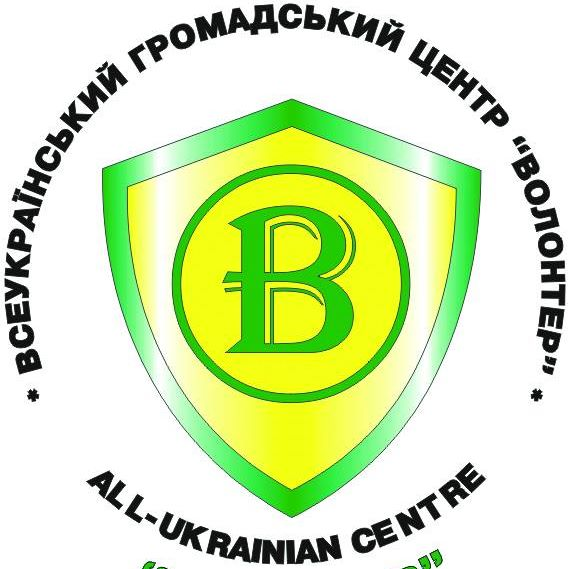 * ВСЕУКРАЇНСЬКИЙ ГРОМАДСЬКИЙ ЦЕНТР “ВОЛОНТЕР” *
В
ALL-UKRAINIAN CENTRE